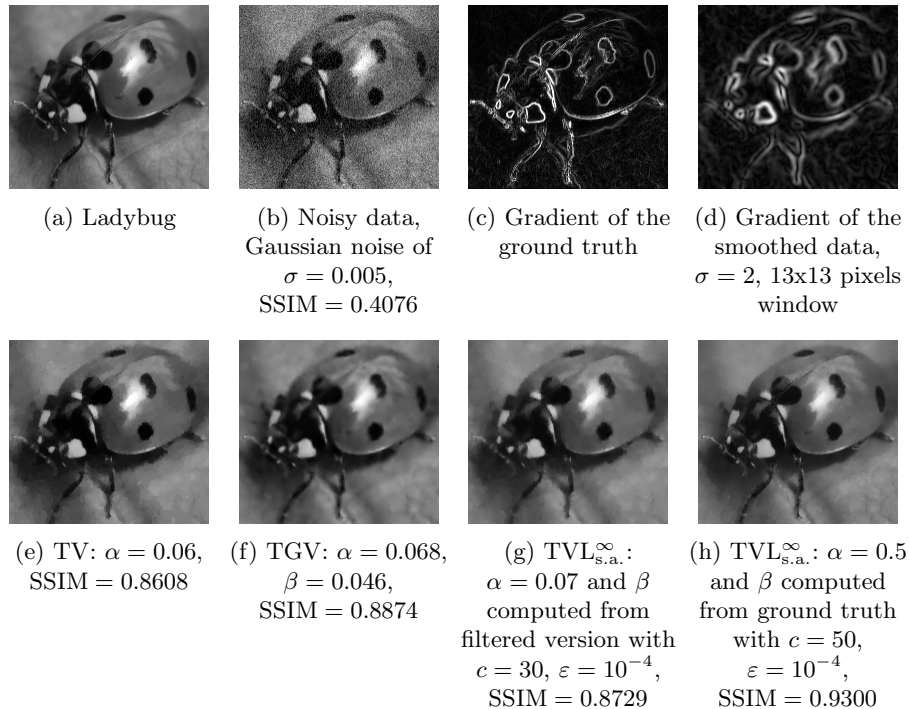 (a) Ladybug
(b) Noisy data,
Gaussian noise of
σ = 0.005,
SSIM = 0.4076
(c) Gradient of the
ground truth
(d) Gradient of the
smoothed data,
σ = 2, 13x13 pixels
window
(e) TV: α = 0.06,
SSIM = 0.8608
(f) TGV: α = 0.068,
β = 0.046,
SSIM = 0.8874
(g) TVL^∞_{s.a.}:
α = 0.07 and β
computed from
filtered version with
c = 30, ε = 10^{−4},
SSIM = 0.8729
(h) TVL^∞_{s.a.}: α = 0.5
and β computed
from ground truth
with c = 50,
ε = 10^{−4},
SSIM = 0.9300